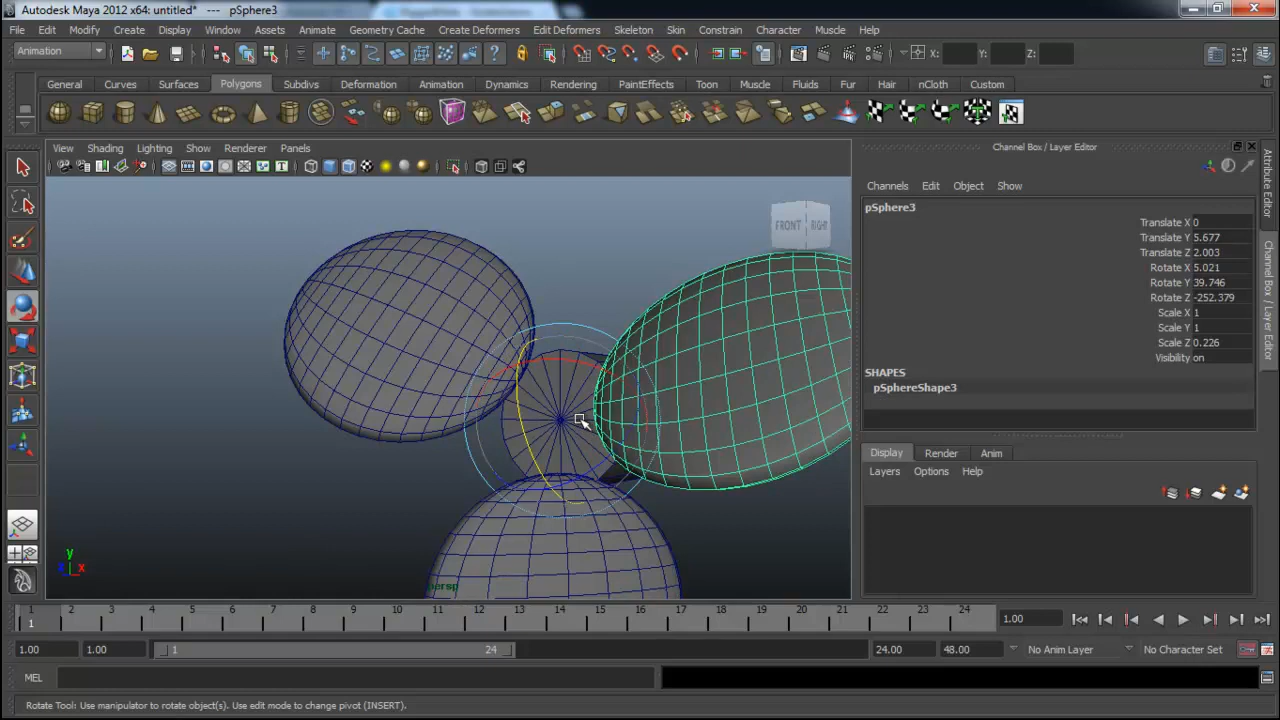 Autodesk Maya 2012 x64: untitled* --- pSphere3
File Edit Modify Create Display Window Assets Animate Geometry Cache Create Deformers Edit Deformers Skeleton Skin Constrain Character Muscle Help
Animation X: Y: Z:
General Curves Surfaces Polygons Subdivs Deformation Animation Dynamics Rendering PaintEffects Toon Muscle Fluids Fur Hair nCloth Custom
View Shading Lighting Show Renderer Panels
Channel Box / Layer Editor
Channels Edit Object Show
pSphere3
Translate X 0
Translate Y 5.677
Translate Z 2.003
Rotate X 5.021
Rotate Y 39.746
Rotate Z -252.379
Scale X 1
Scale Y 1
Scale Z 0.226
Visibility on
SHAPES
pSphereShape3
Attribute Editor
Channel Box / Layer Editor
FRONT RIGHT
Display Render Anim
Layers Options Help
y
x
persp
1 2 3 4 5 6 7 8 9 10 11 12 13 14 15 16 17 18 19 20 21 22 23 24
1
1.00
1.00 1.00 1 24 24.00 48.00 No Anim Layer No Character Set
MEL
Rotate Tool: Use manipulator to rotate object(s). Use edit mode to change pivot (INSERT).